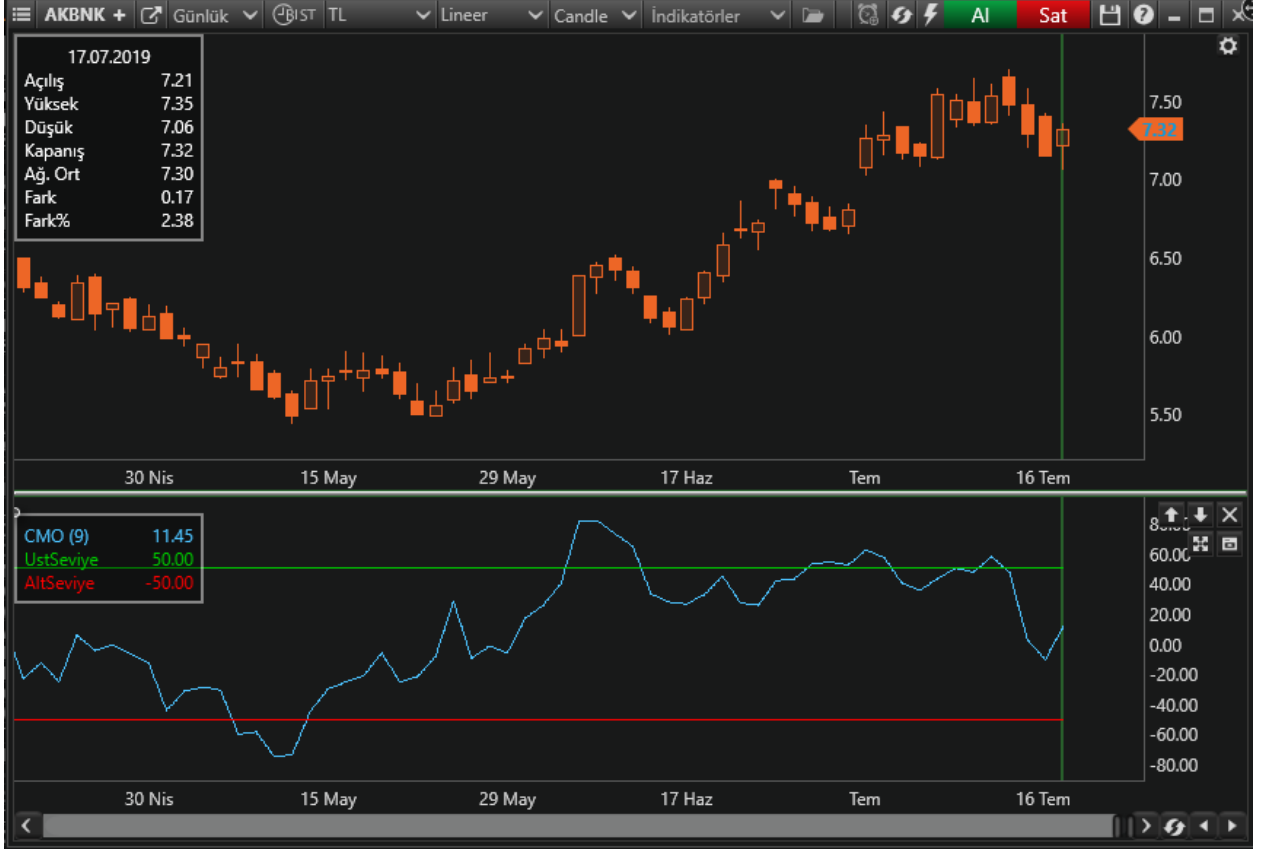 AKBNK + Günlük BIST TL Lineer Candle İndikatörler Al Sat
17.07.2019
Açılış 7.21
Yüksek 7.35
Düşük 7.06
Kapanış 7.32
Ağ. Ort 7.30
Fark 0.17
Fark% 2.38
7.50
7.32
7.00
6.50
6.00
5.50
30 Nis 15 May 29 May 17 Haz Tem 16 Tem
CMO (9) 11.45
UstSeviye 50.00
AltSeviye -50.00
60.00
40.00
20.00
0.00
-20.00
-40.00
-60.00
-80.00
30 Nis 15 May 29 May 17 Haz Tem 16 Tem